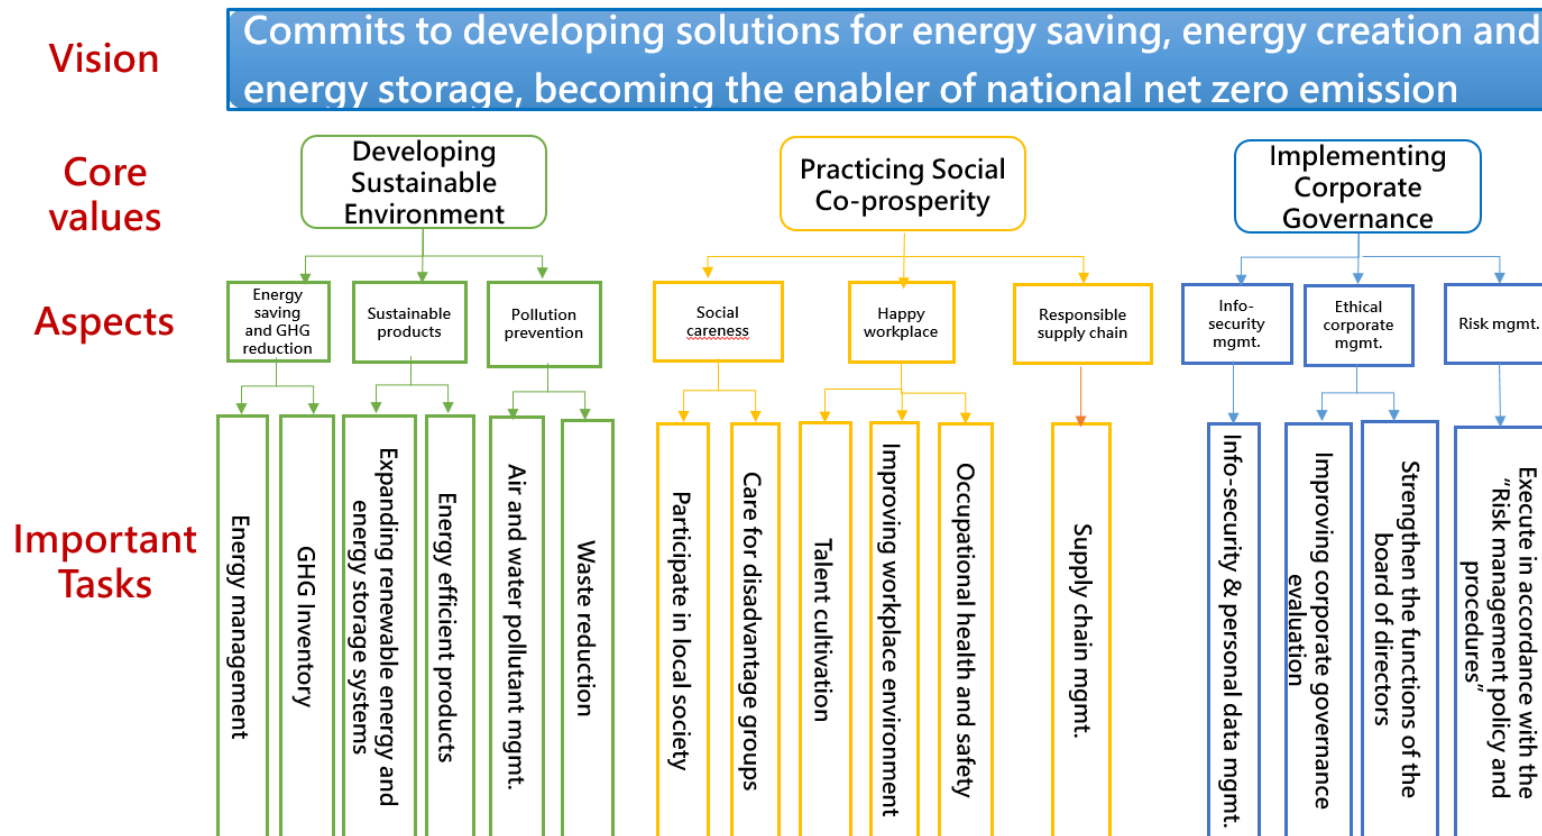 Vision
Commits to developing solutions for energy saving, energy creation and
energy storage, becoming the enabler of national net zero emission
Core
values
Developing
Sustainable
Environment
Practicing Social
Co-prosperity
Implementing
Corporate
Governance
Aspects
Energy
saving
and GHG
reduction
Sustainable
products
Pollution
prevention
Social
careness
Happy
workplace
Responsible
supply chain
Info-
security
mgmt.
Ethical
corporate
mgmt.
Risk mgmt.
Important
Tasks
Energy management
GHG Inventory
Expanding renewable energy and
energy storage systems
Energy efficient products
Air and water pollutant mgmt.
Waste reduction
Participate in local society
Care for disadvantage groups
Talent cultivation
Improving workplace environment
Occupational health and safety
Supply chain mgmt.
Info-security & personal data mgmt.
Improving corporate governance
evaluation
Strengthen the functions of the
board of directors
Execute in accordance with the
“Risk management policy and
procedures”